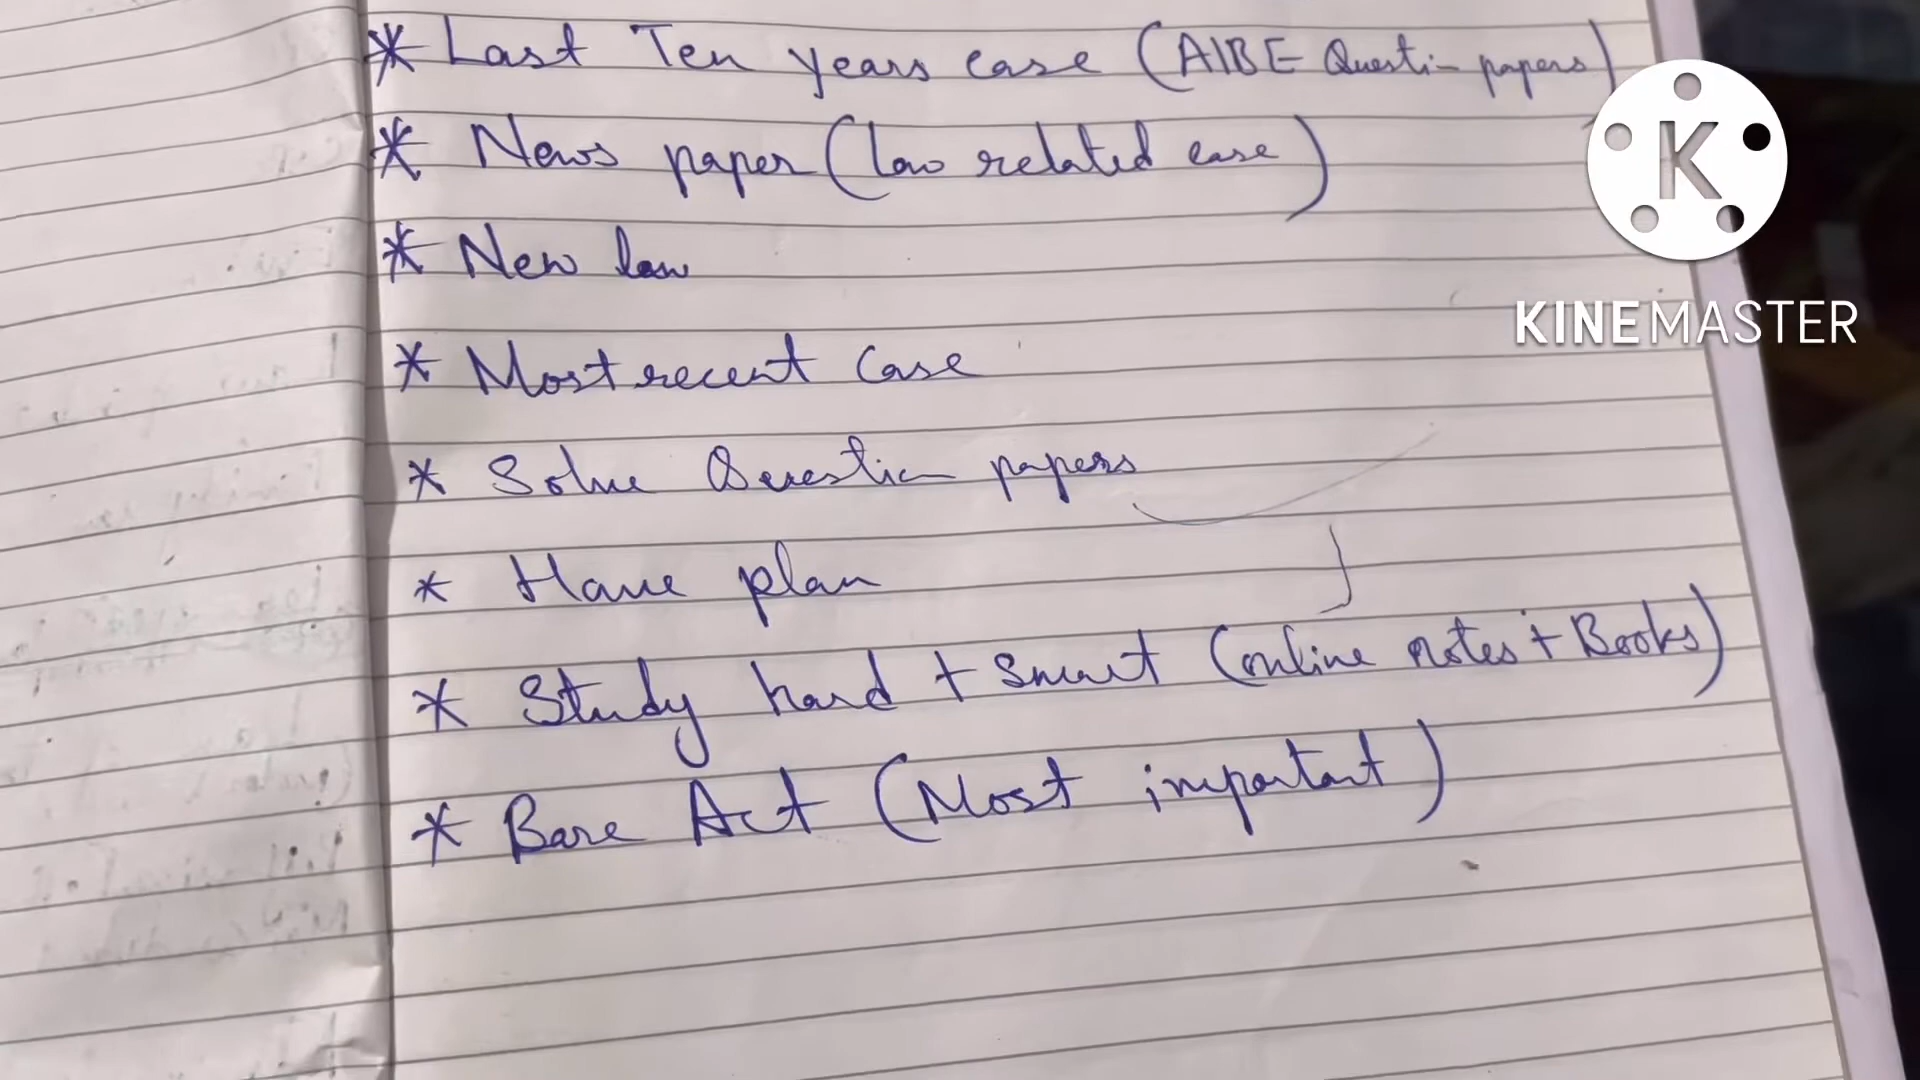 * Last Ten years case (AIBE Questin papers)
* News paper (law related case)
* New law
* Most recent Case
* Solve Question papers
* Have plan
* Study hard + Smart (online notes + Books)
* Bare Act (Most important)
K
KINEMASTER